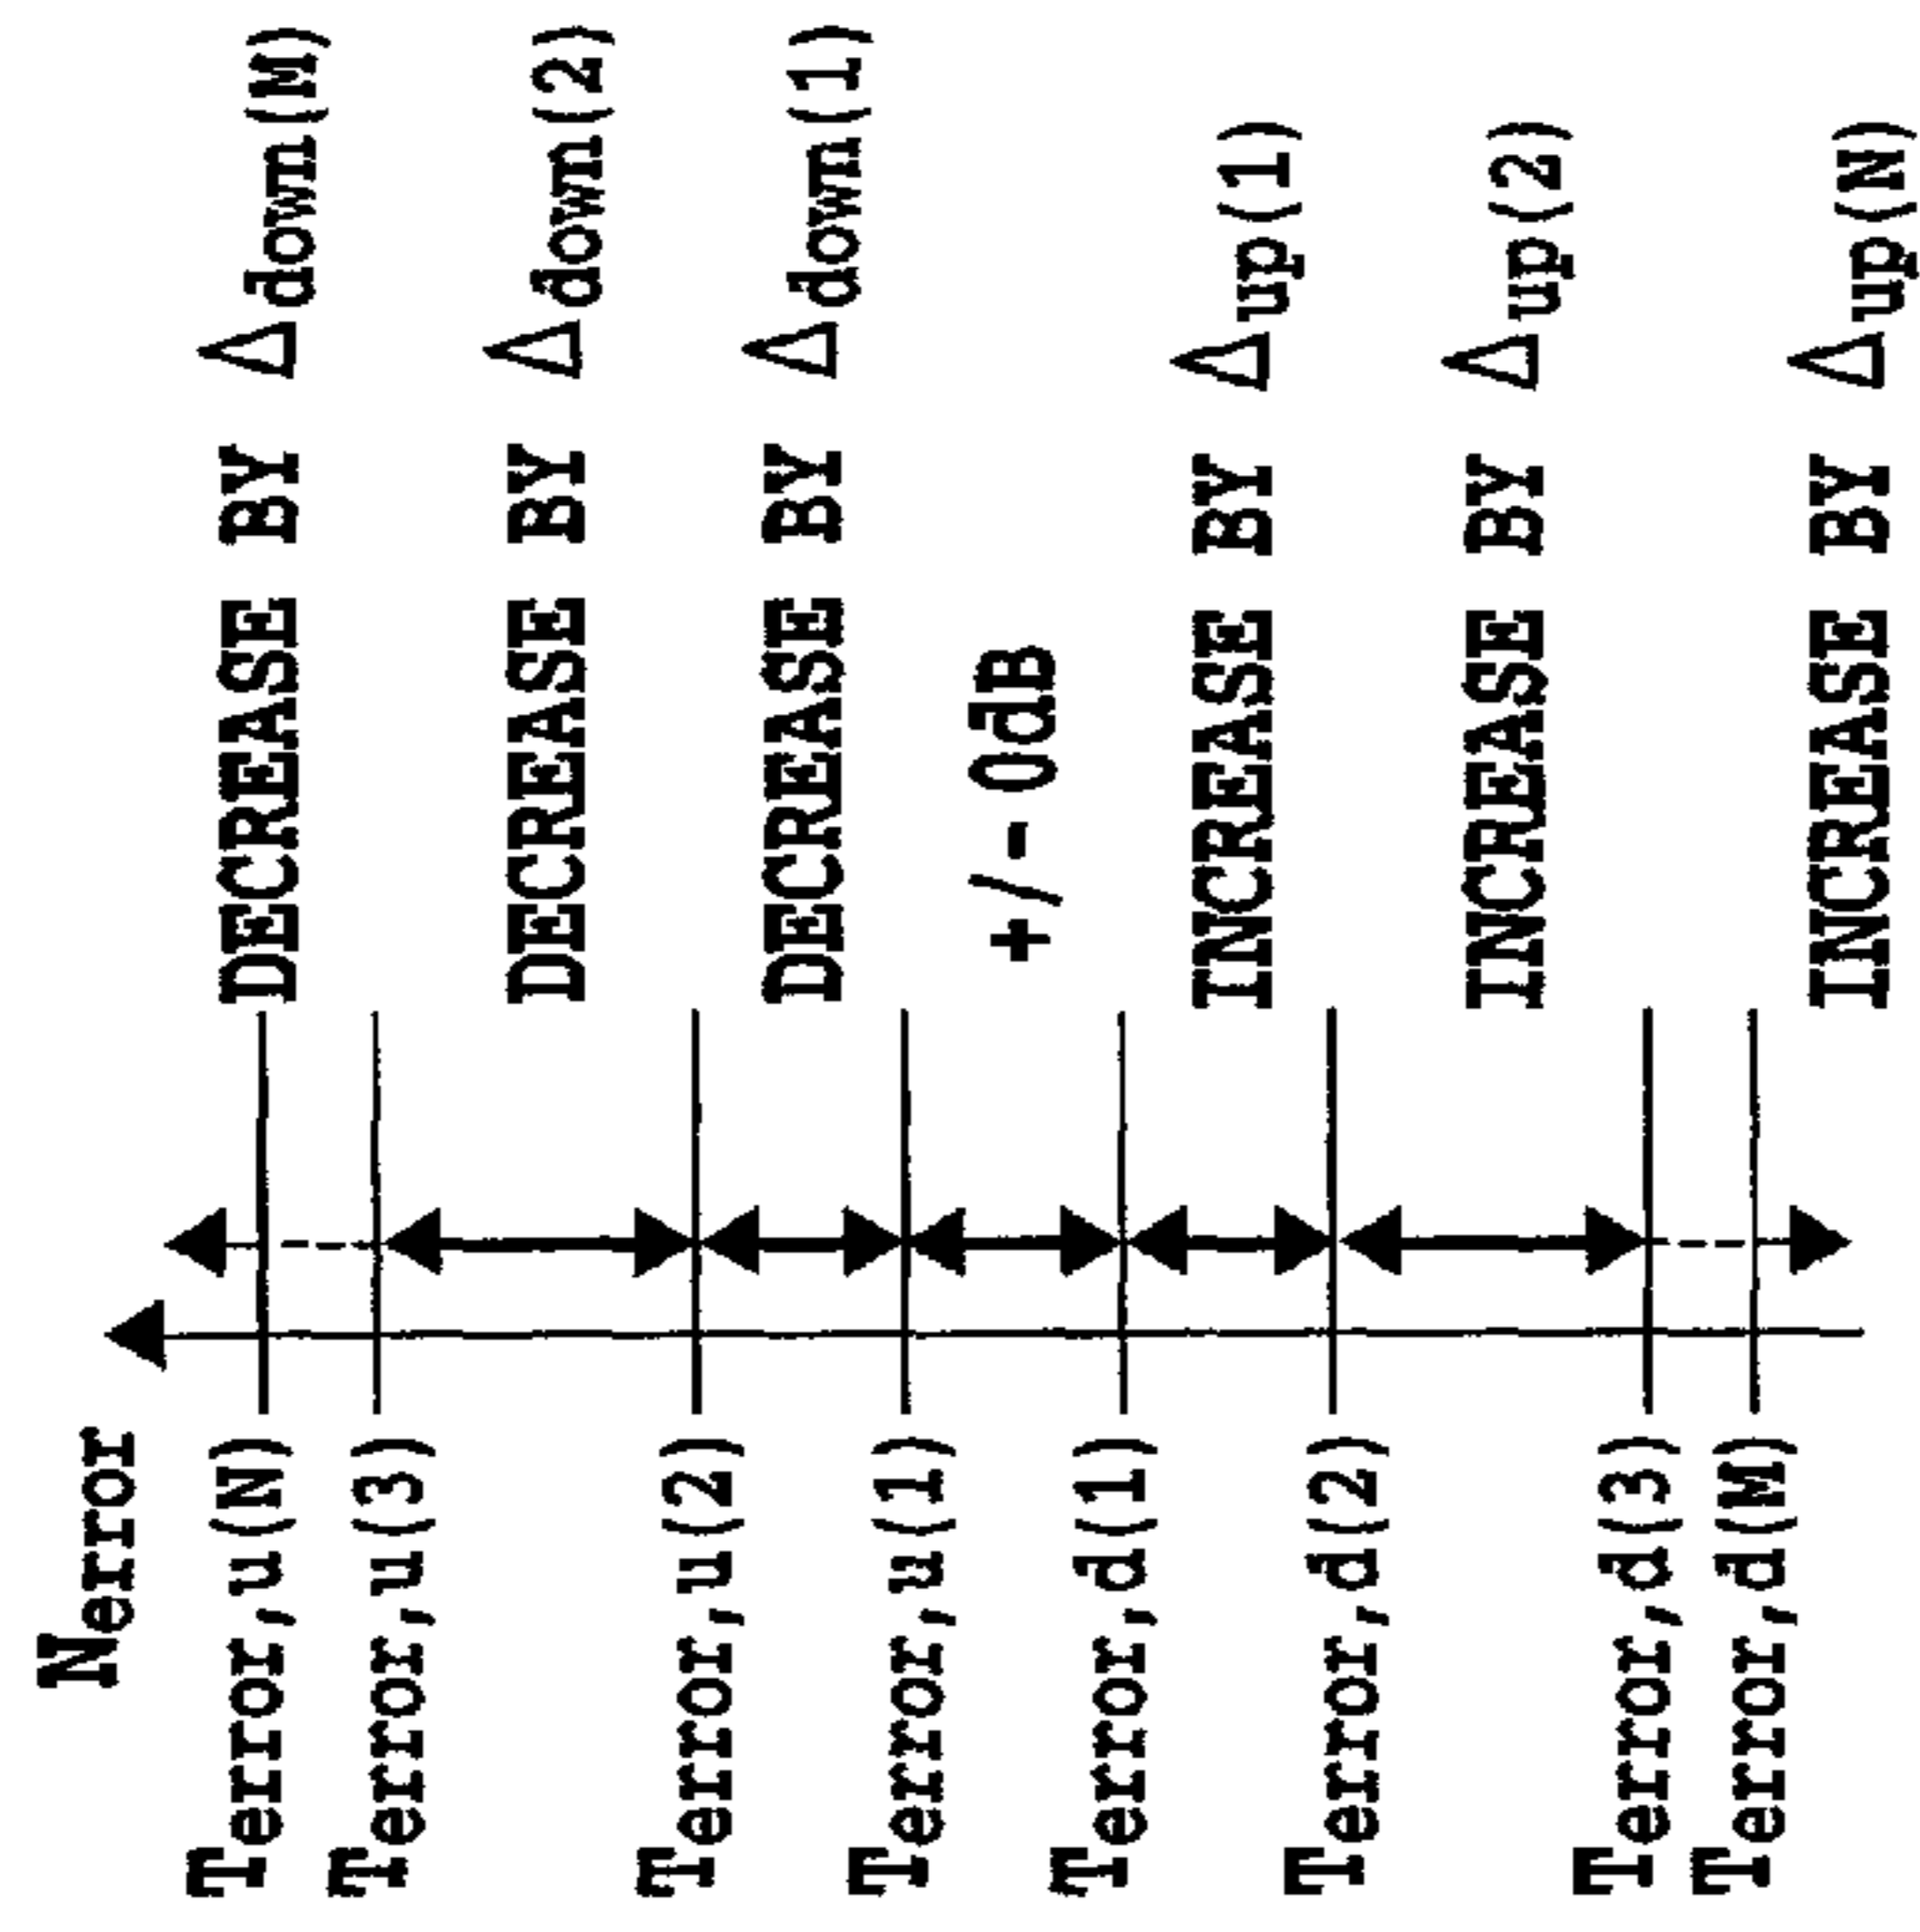 Nerror
Terror,u(N)
DECREASE BY Δdown(M)
Terror,u(3)
DECREASE BY Δdown(2)
Terror,u(2)
DECREASE BY Δdown(1)
Terror,u(1)
+/- 0dB
Terror,d(1)
INCREASE BY Δup(1)
Terror,d(2)
INCREASE BY Δup(2)
Terror,d(3)
Terror,d(M)
INCREASE BY Δup(N)